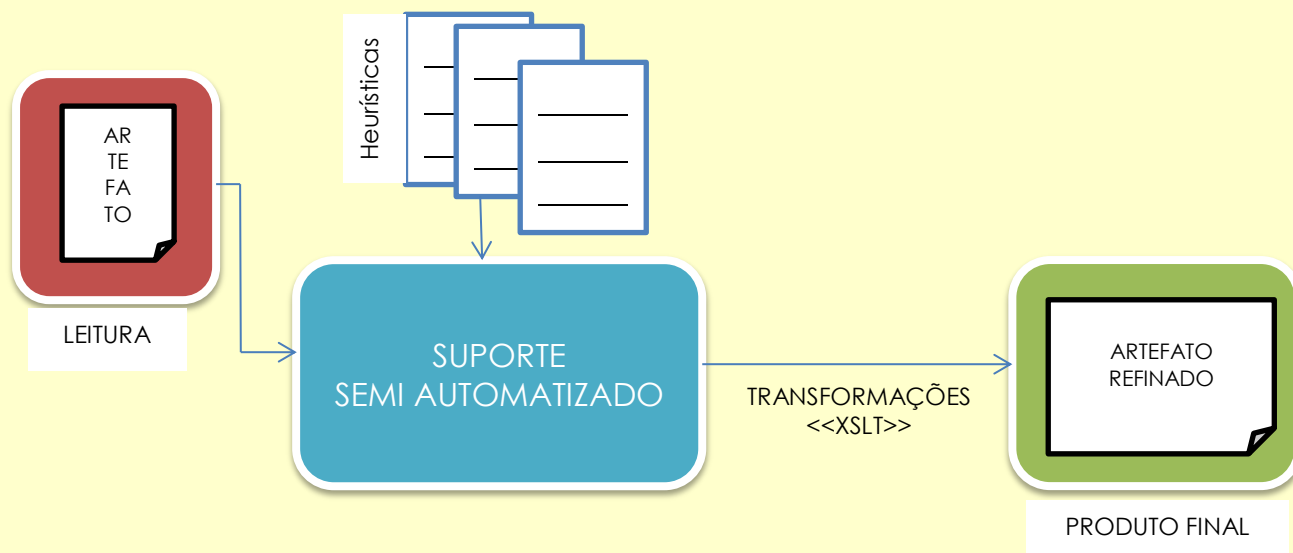 Heurísticas
AR
TE
FA
TO
LEITURA
SUPORTE
SEMI AUTOMATIZADO
TRANSFORMAÇÕES
<<XSLT>>
ARTEFATO
REFINADO
PRODUTO FINAL